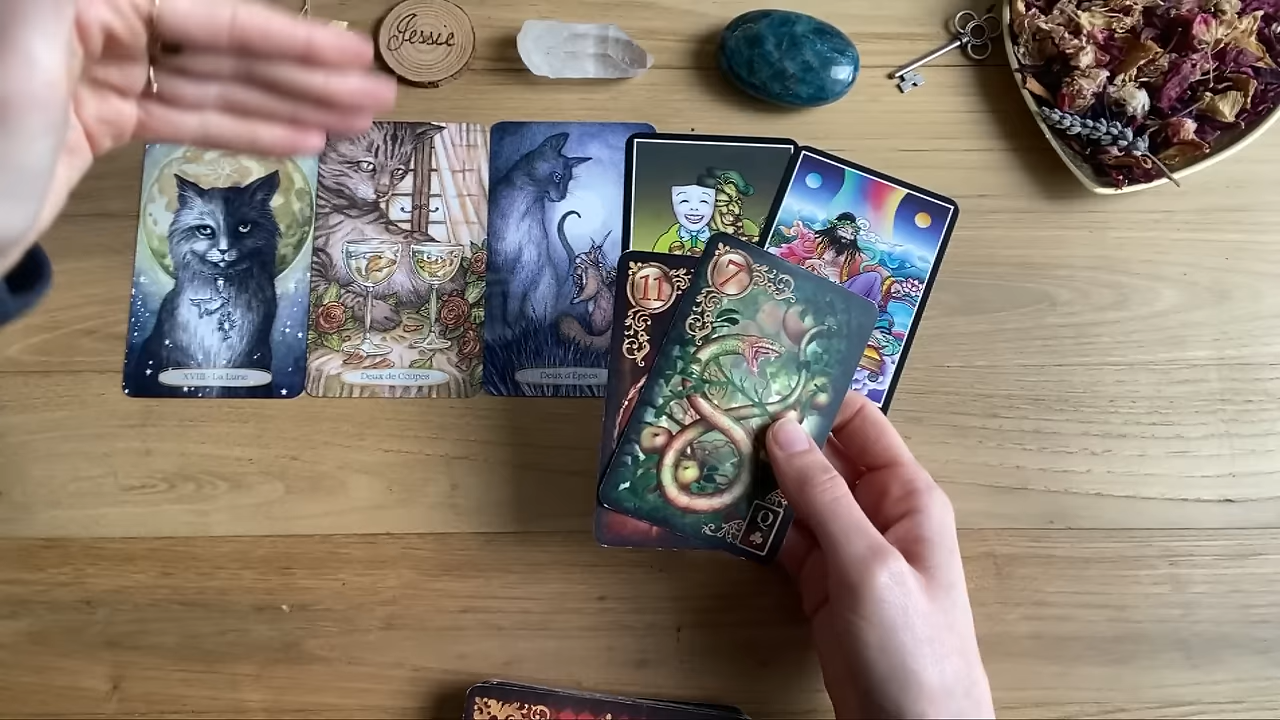 Jessie
XVIII - La Lune
Deux de Coupes
Deux d'Épées
11
7
Q